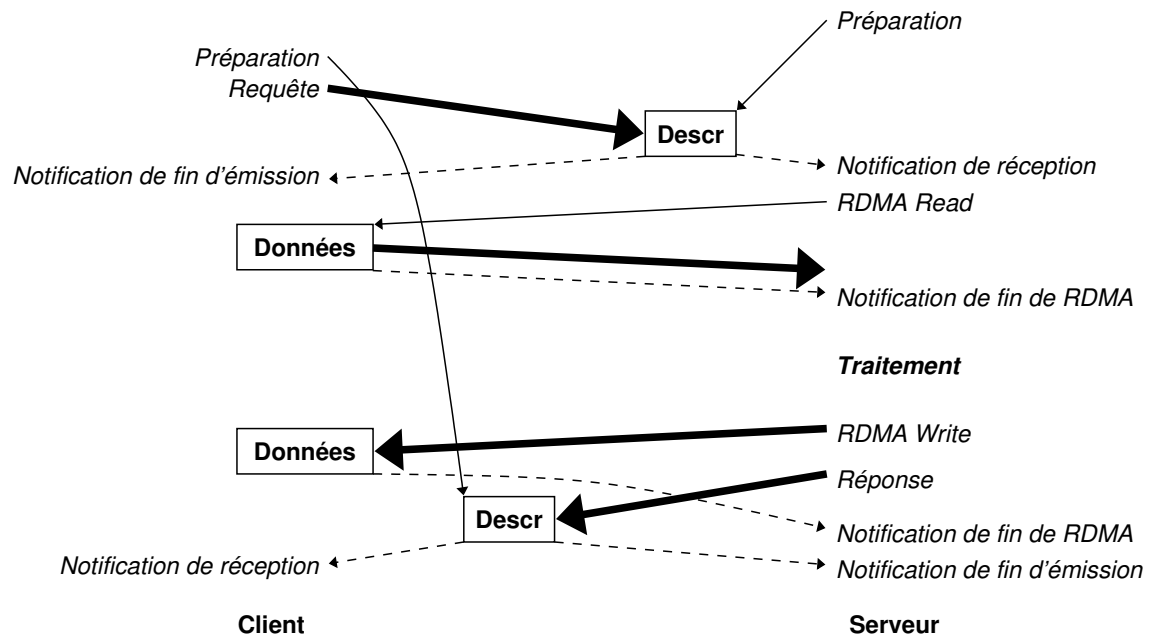 Préparation
Préparation
Requête
Descr
Notification de fin d'émission
Notification de réception
RDMA Read
Données
Notification de fin de RDMA
Traitement
RDMA Write
Données
Réponse
Descr
Notification de fin de RDMA
Notification de réception
Notification de fin d'émission
Client
Serveur